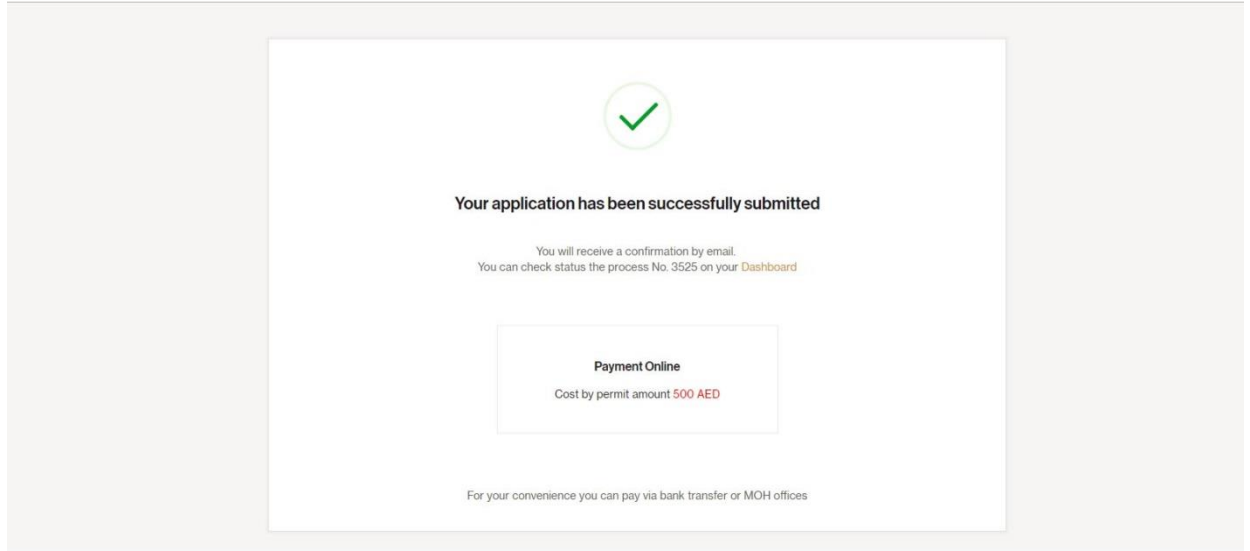 Your application has been successfully submitted
You will receive a confirmation by email.
You can check status the process No. 3525 on your Dashboard
Payment Online
Cost by permit amount 500 AED
For your convenience you can pay via bank transfer or MOH offices